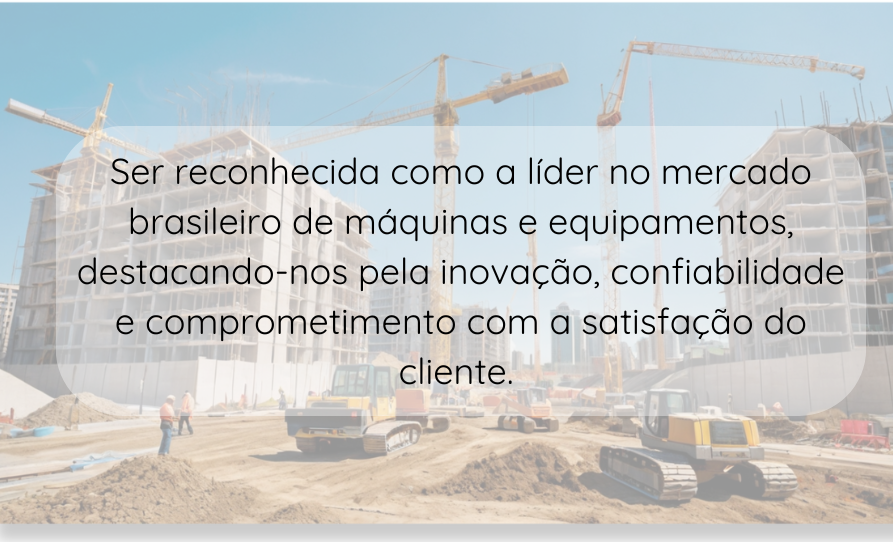 Ser reconhecida como a líder no mercado
brasileiro de máquinas e equipamentos,
destacando-nos pela inovação, confiabilidade
e comprometimento com a satisfação do
cliente.